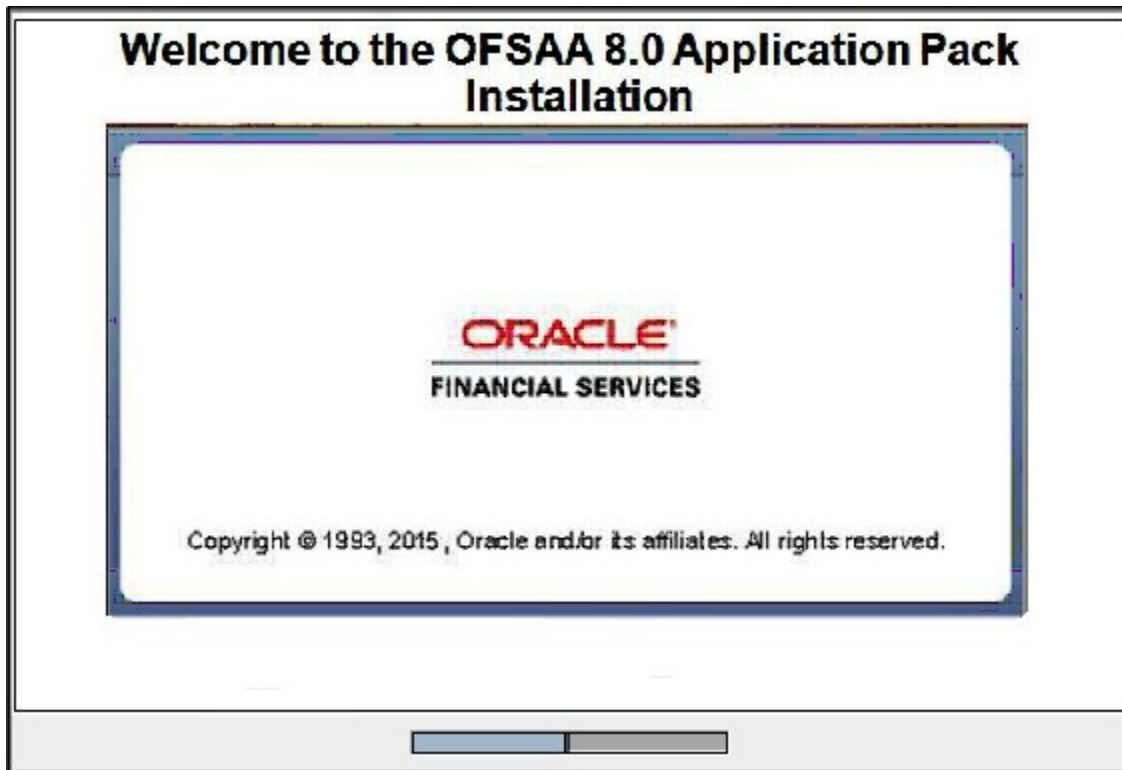 Welcome to the OFSAA 8.0 Application Pack
Installation
ORACLE
FINANCIAL SERVICES
Copyright © 1993, 2015 , Oracle and/or its affiliates. All rights reserved.